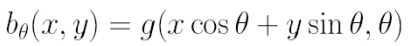 b_θ(x, y) = g(x cos θ + y sin θ, θ)